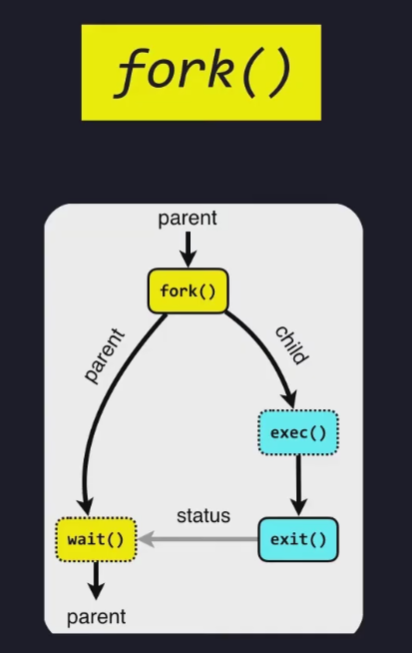 fork()
parent
fork()
parent
child
exec()
status
wait()
exit()
parent